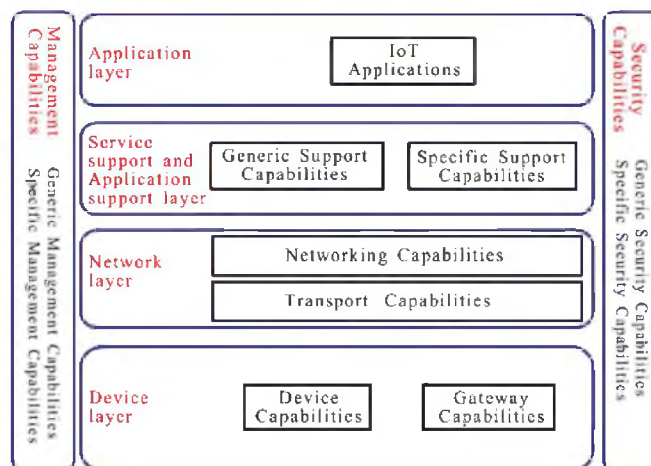 Management
Capabilities
Generic Management Capabilities
Specific Management Capabilities
Application
layer
IoT
Applications
Service
support and
Application
support layer
Generic Support
Capabilities
Specific Support
Capabilities
Network
layer
Networking Capabilities
Transport Capabilities
Device
layer
Device
Capabilities
Gateway
Capabilities
Security
Capabilities
Generic Security Capabilities
Specific Security Capabilities